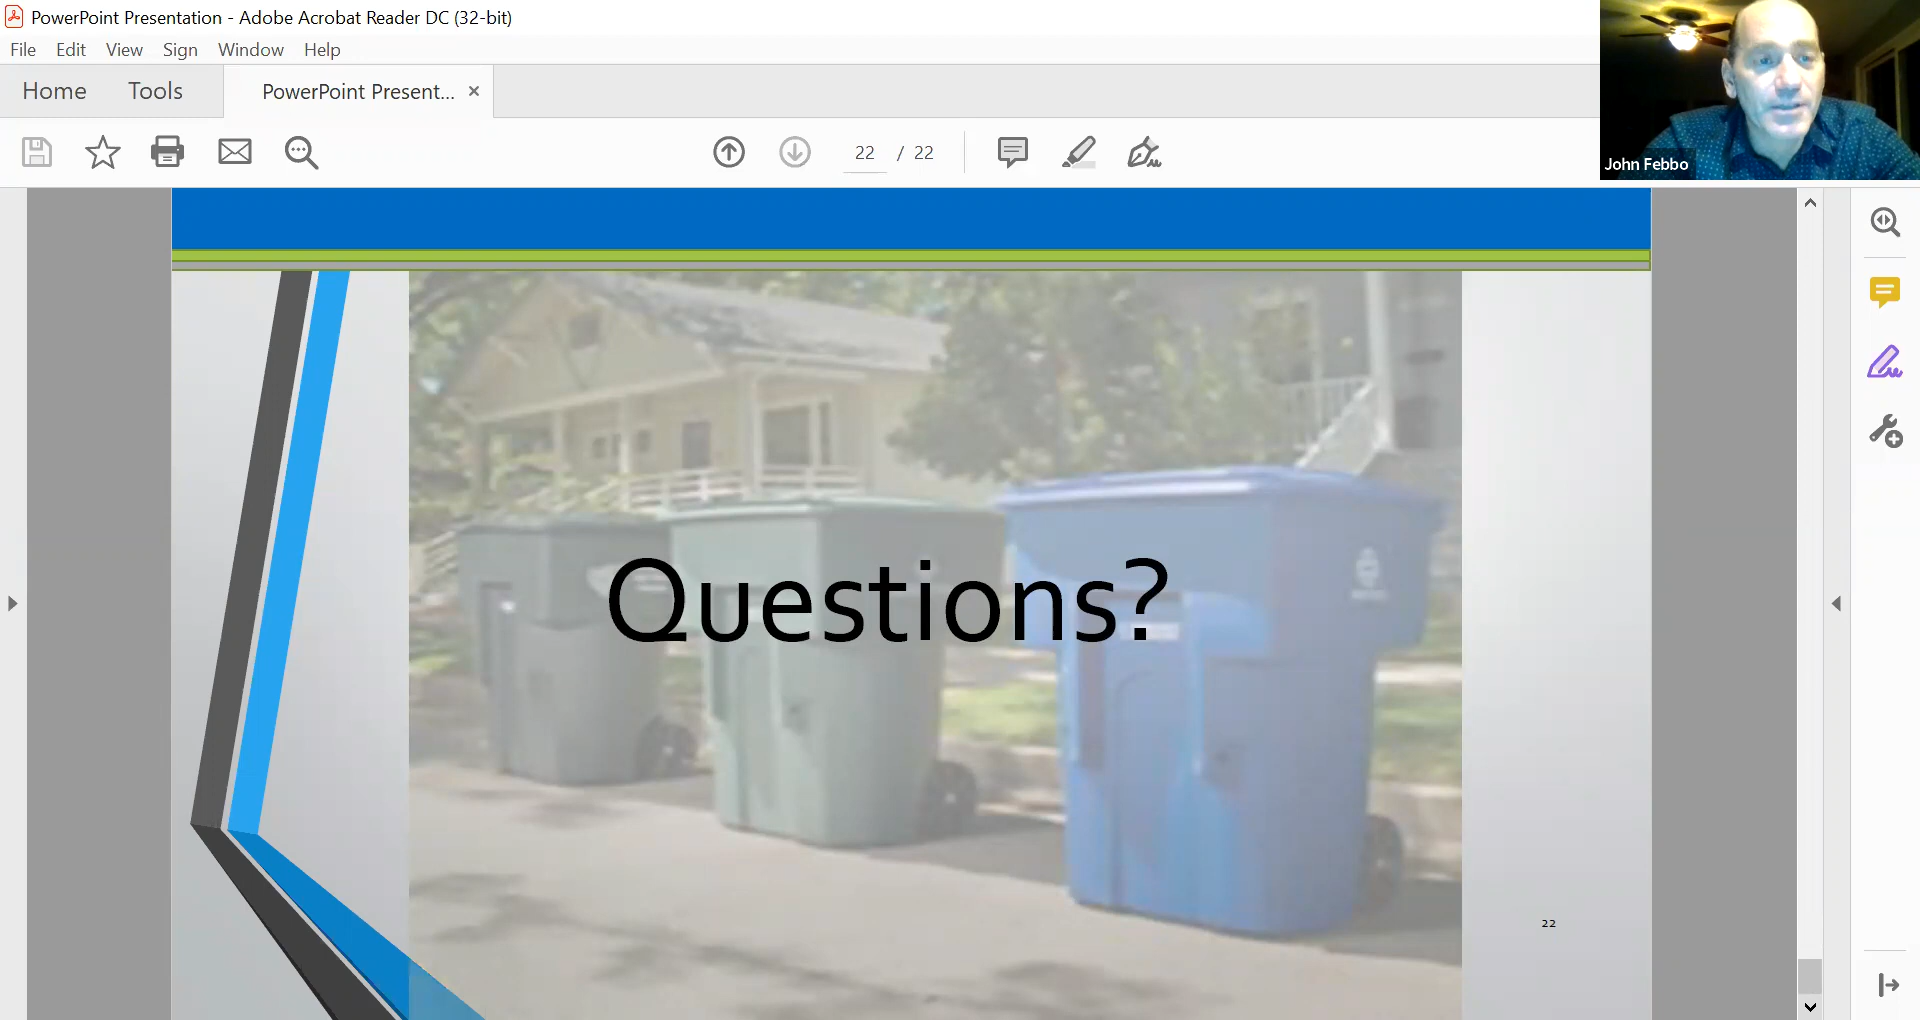 PowerPoint Presentation - Adobe Acrobat Reader DC (32-bit)
File Edit View Sign Window Help
Home Tools PowerPoint Present... ×
22 / 22
John Febbo
Questions?
22